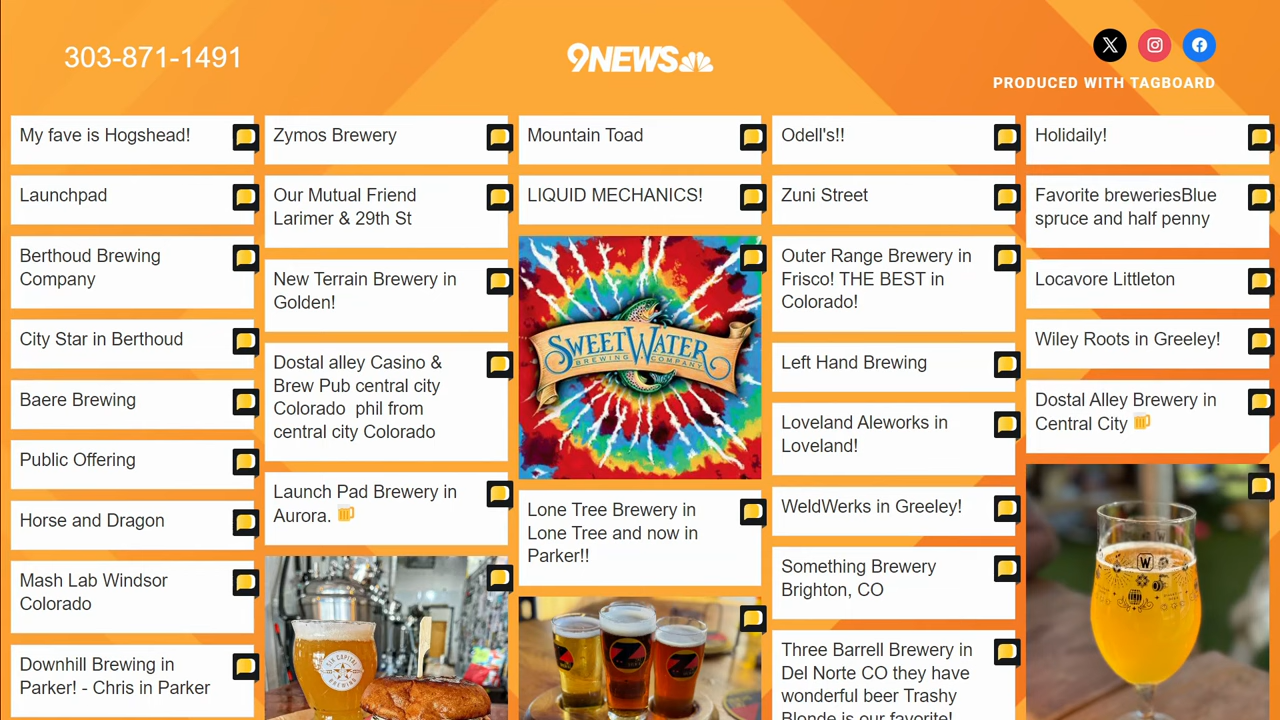 303-871-1491
9NEWS
PRODUCED WITH TAGBOARD
My fave is Hogshead!
Launchpad
Berthoud Brewing
Company
City Star in Berthoud
Baere Brewing
Public Offering
Horse and Dragon
Mash Lab Windsor
Colorado
Downhill Brewing in
Parker! - Chris in Parker
Zymos Brewery
Our Mutual Friend
Larimer & 29th St
New Terrain Brewery in
Golden!
Dostal alley Casino &
Brew Pub central city
Colorado  phil from
central city Colorado
Launch Pad Brewery in
Aurora. 🍻
SIX CAPITAL
BREWING
Mountain Toad
LIQUID MECHANICS!
SWEETWATER
BREWING COMPANY
Lone Tree Brewery in
Lone Tree and now in
Parker!!
Z
Z
Odell's!!
Zuni Street
Outer Range Brewery in
Frisco! THE BEST in
Colorado!
Left Hand Brewing
Loveland Aleworks in
Loveland!
WeldWerks in Greeley!
Something Brewery
Brighton, CO
Three Barrell Brewery in
Del Norte CO they have
wonderful beer Trashy
Blonde is our favorite!
Holidaily!
Favorite breweriesBlue
spruce and half penny
Locavore Littleton
Wiley Roots in Greeley!
Dostal Alley Brewery in
Central City 🍻
W